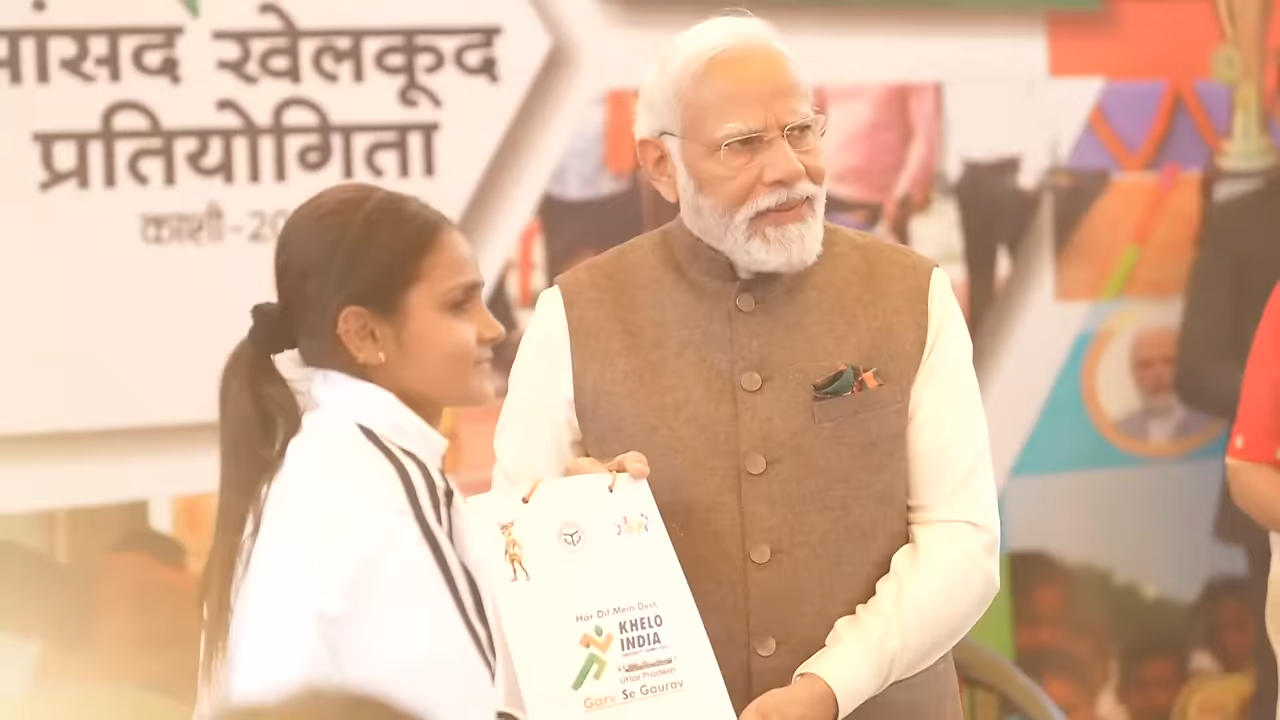 सांसद खेलकूद
प्रतियोगिता
काशी-20
Har Dil Mein Desh
KHELO
INDIA
Uttar Pradesh
Garv Se Gaurav